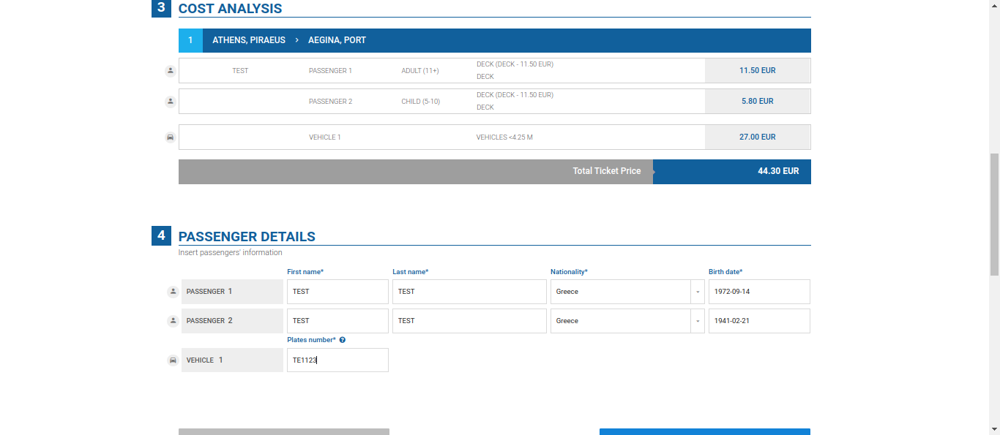 3 COST ANALYSIS
1 ATHENS, PIRAEUS > AEGINA, PORT
TEST PASSENGER 1 ADULT (11+) DECK (DECK - 11.50 EUR) 11.50 EUR
DECK
PASSENGER 2 CHILD (5-10) DECK (DECK - 11.50 EUR) 5.80 EUR
DECK
VEHICLE 1 VEHICLES <4.25 M 27.00 EUR
Total Ticket Price 44.30 EUR
4 PASSENGER DETAILS
Insert passengers' information
First name* Last name* Nationality* Birth date*
PASSENGER 1 TEST TEST Greece 1972-09-14
PASSENGER 2 TEST TEST Greece 1941-02-21
Plates number* ?
VEHICLE 1 TE1123